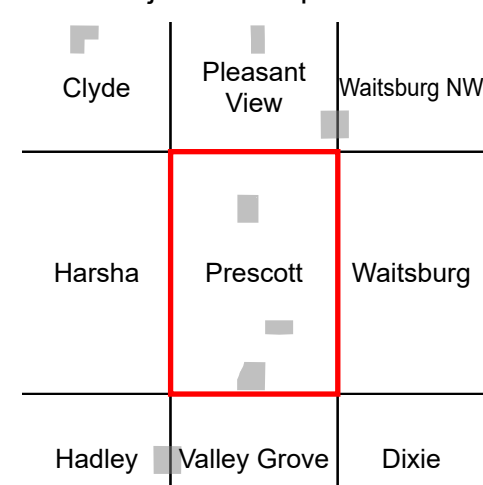 Clyde
Pleasant
View
Waitsburg NW
Harsha
Prescott
Waitsburg
Hadley
Valley Grove
Dixie